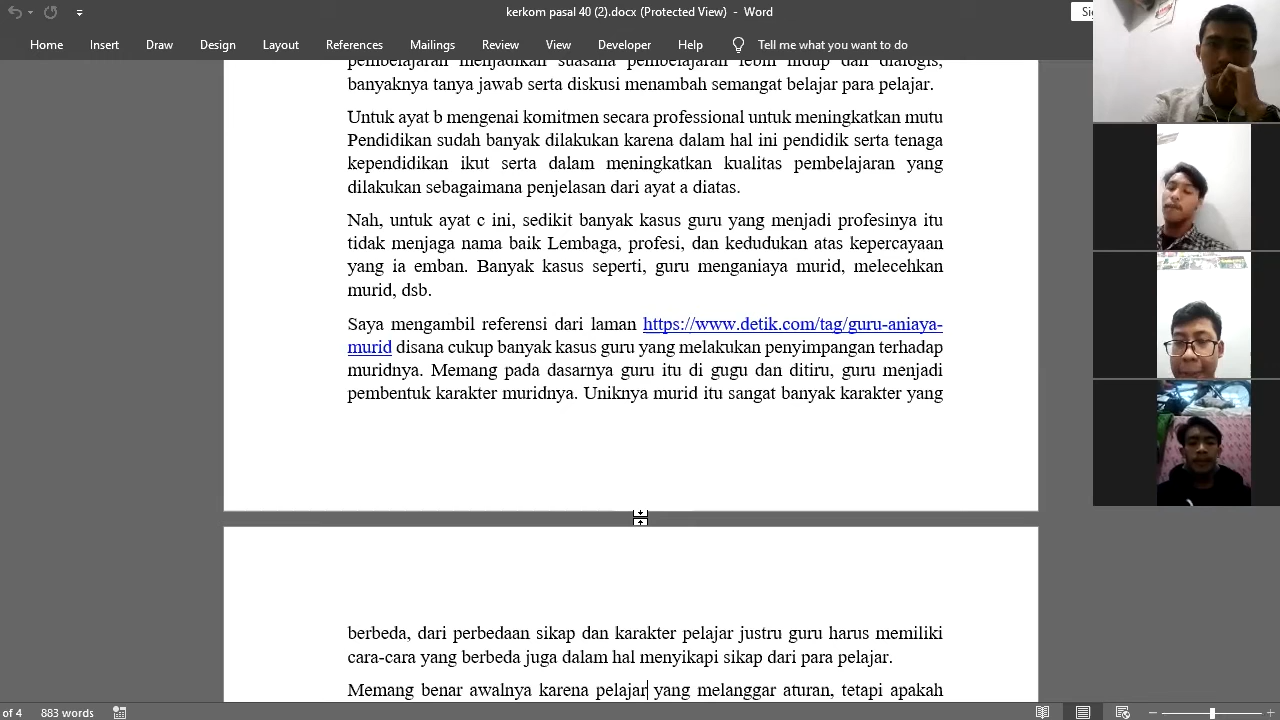 kerkom pasal 40 (2).docx (Protected View) - Word
Home Insert Draw Design Layout References Mailings Review View Developer Help Tell me what you want to do
pembelajaran menjadikan suasana pembelajaran lebih hidup dan dialogis,
banyaknya tanya jawab serta diskusi menambah semangat belajar para pelajar.
Untuk ayat b mengenai komitmen secara professional untuk meningkatkan mutu
Pendidikan sudah banyak dilakukan karena dalam hal ini pendidik serta tenaga
kependidikan ikut serta dalam meningkatkan kualitas pembelajaran yang
dilakukan sebagaimana penjelasan dari ayat a diatas.
Nah, untuk ayat c ini, sedikit banyak kasus guru yang menjadi profesinya itu
tidak menjaga nama baik Lembaga, profesi, dan kedudukan atas kepercayaan
yang ia emban. Banyak kasus seperti, guru menganiaya murid, melecehkan
murid, dsb.
Saya mengambil referensi dari laman https://www.detik.com/tag/guru-aniaya-
murid disana cukup banyak kasus guru yang melakukan penyimpangan terhadap
muridnya. Memang pada dasarnya guru itu di gugu dan ditiru, guru menjadi
pembentuk karakter muridnya. Uniknya murid itu sangat banyak karakter yang
berbeda, dari perbedaan sikap dan karakter pelajar justru guru harus memiliki
cara-cara yang berbeda juga dalam hal menyikapi sikap dari para pelajar.
Memang benar awalnya karena pelajar yang melanggar aturan, tetapi apakah
of 4 883 words